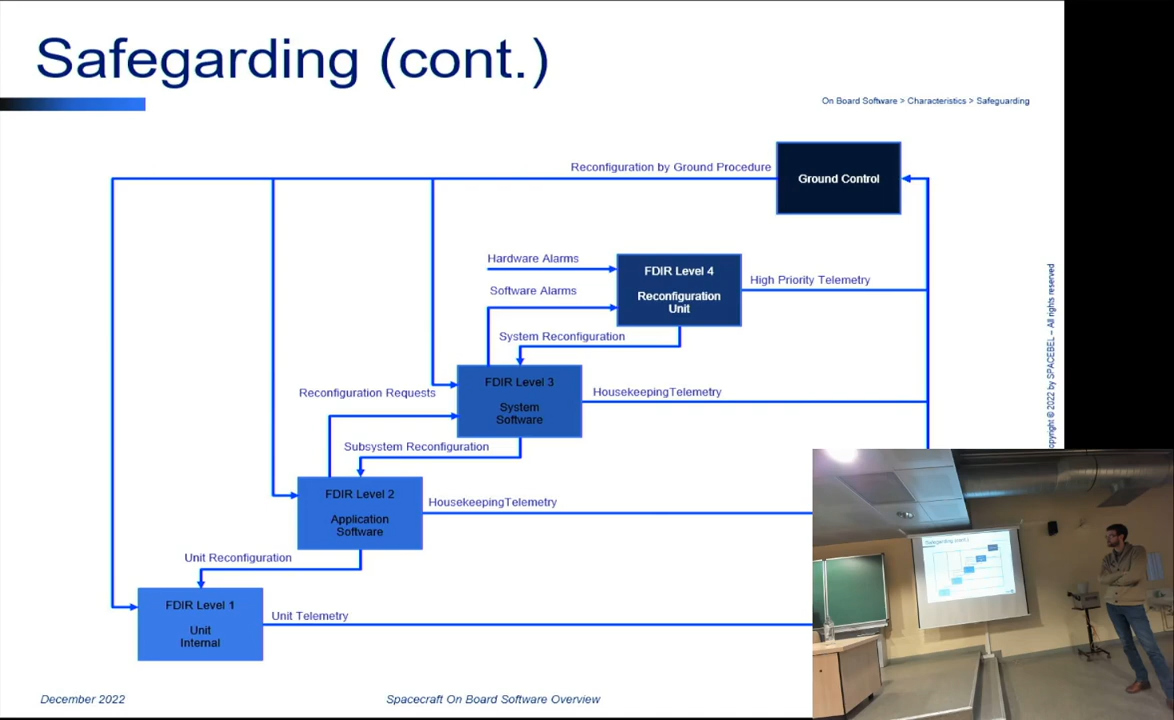 Safegarding (cont.)
On Board Software > Characteristics > Safeguarding
Reconfiguration by Ground Procedure
Ground Control
Hardware Alarms
FDIR Level 4
Reconfiguration
Unit
High Priority Telemetry
Software Alarms
System Reconfiguration
FDIR Level 3
System
Software
HousekeepingTelemetry
Reconfiguration Requests
Subsystem Reconfiguration
FDIR Level 2
Application
Software
HousekeepingTelemetry
Unit Reconfiguration
FDIR Level 1
Unit
Internal
Unit Telemetry
opyright © 2022 by SPACEBEL – All rights reserved
Safegarding (cont.)
December 2022
Spacecraft On Board Software Overview